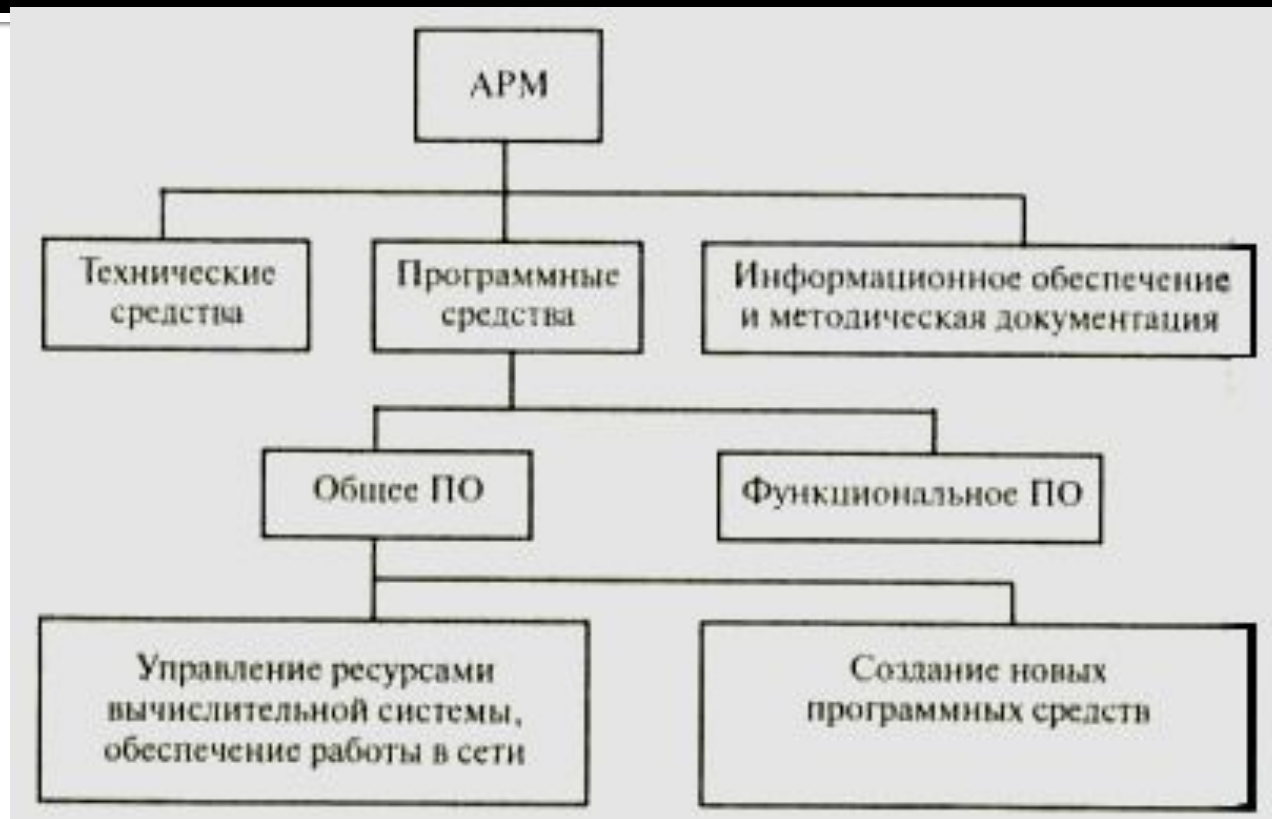 АРМ
Технические
средства
Программные
средства
Информационное обеспечение
и методическая документация
Общее ПО
Функциональное ПО
Управление ресурсами
вычислительной системы,
обеспечение работы в сети
Создание новых
программных средств